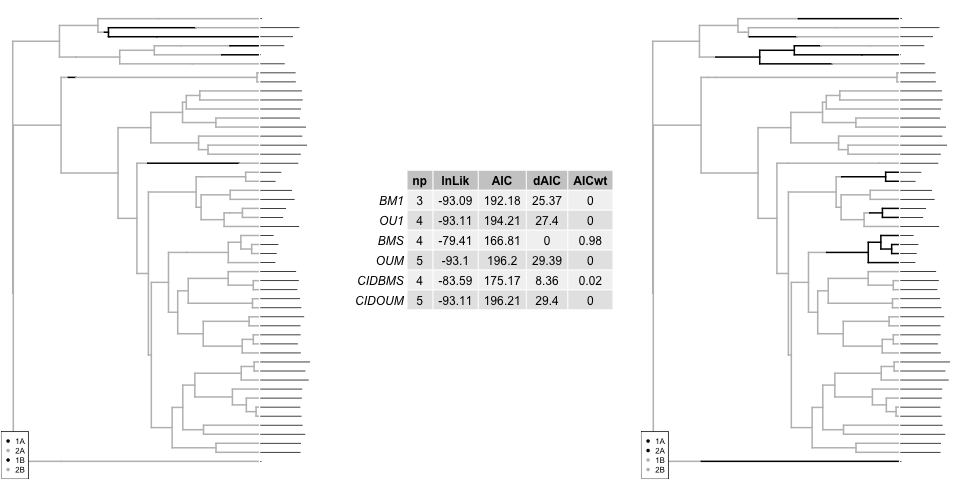 np lnLik AIC dAIC AICwt
BM1 3 -93.09 192.18 25.37 0
OU1 4 -93.11 194.21 27.4 0
BMS 4 -79.41 166.81 0 0.98
OUM 5 -93.1 196.2 29.39 0
CIDBMS 4 -83.59 175.17 8.36 0.02
CIDOUM 5 -93.11 196.21 29.4 0
1A
2A
1B
2B
1A
2A
1B
2B